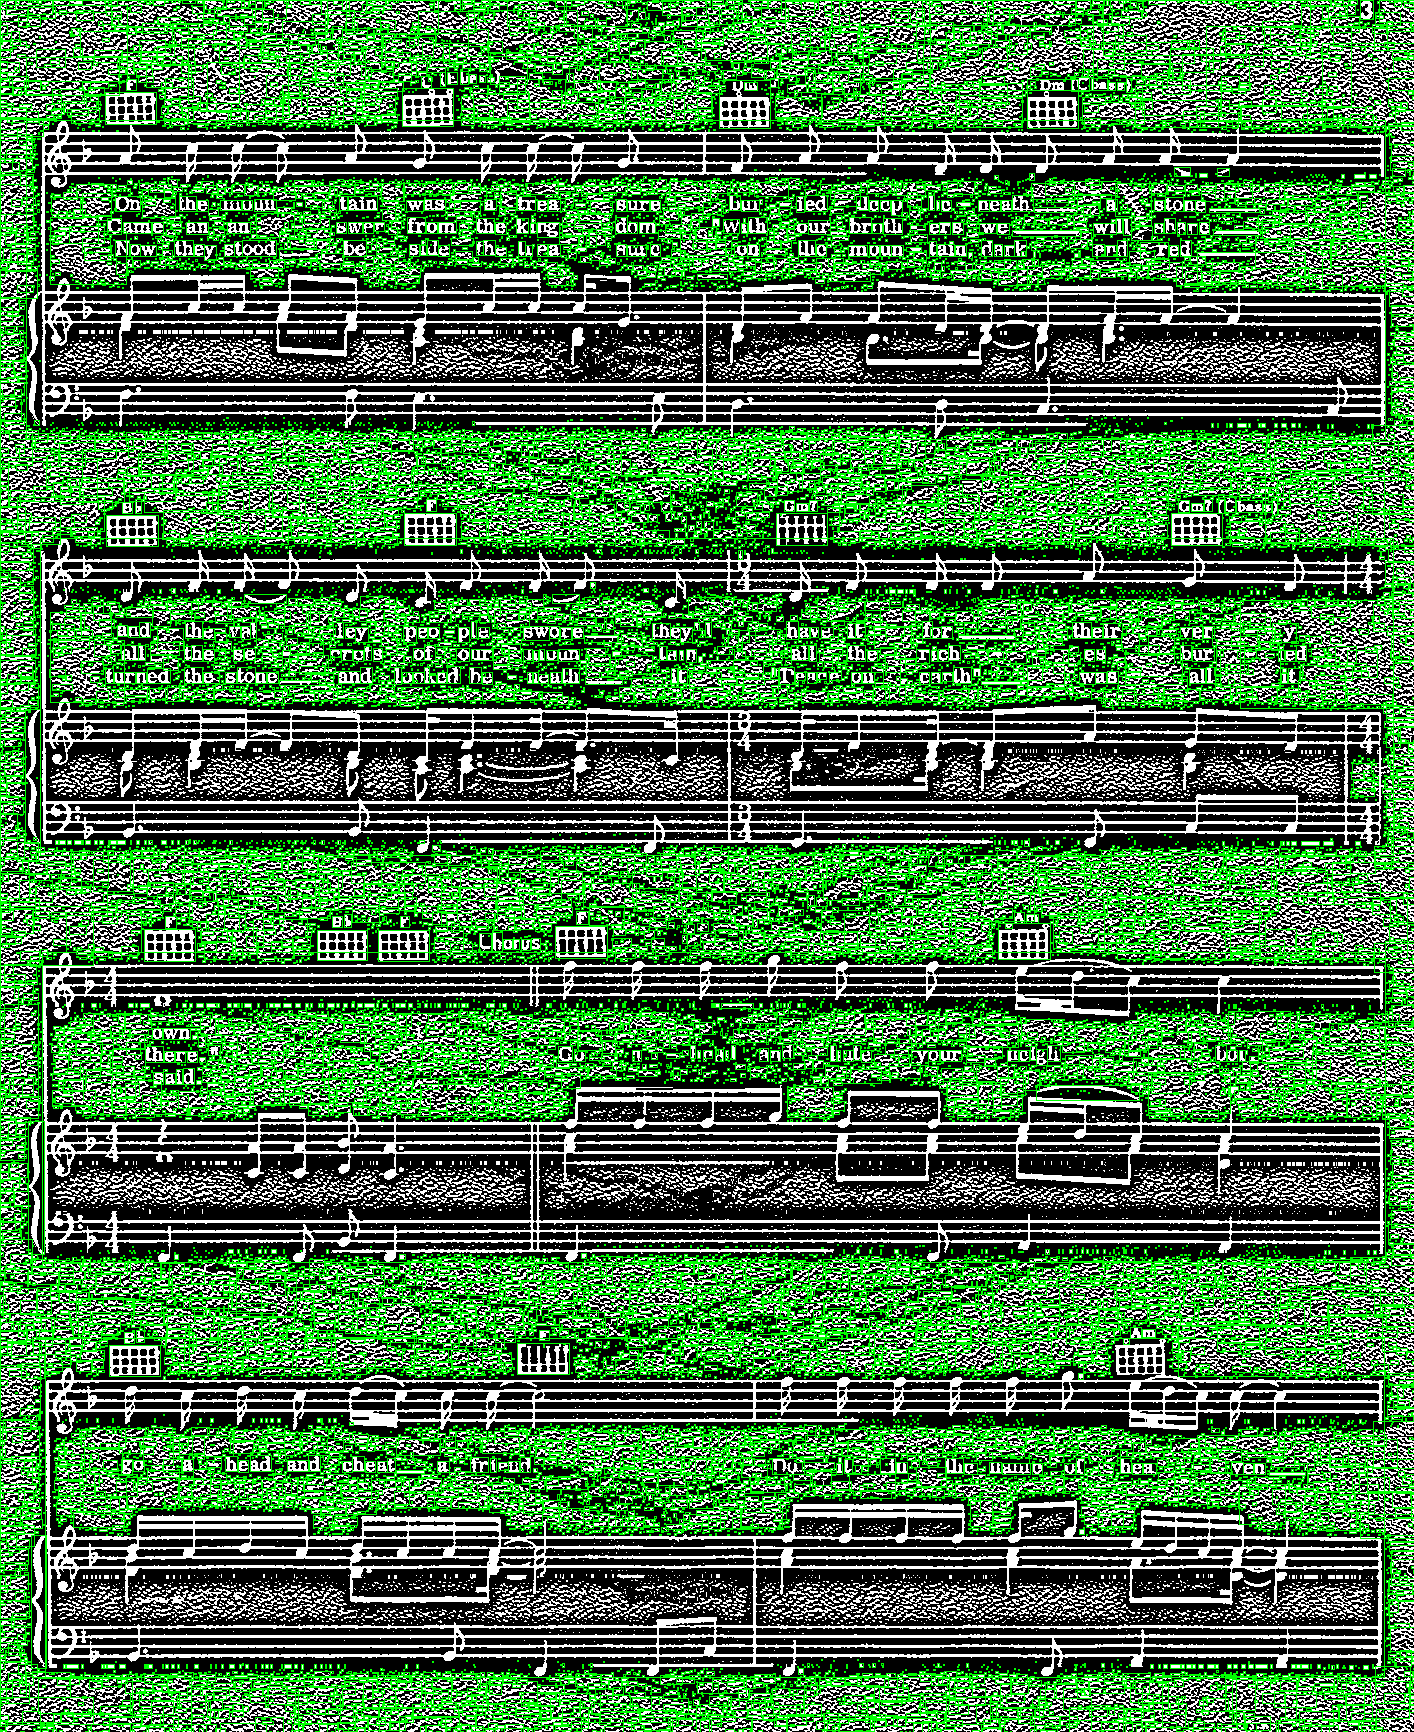 3
F C (E bass) Dm Dm (C bass)
On the moun - tain was a trea - sure bur - ied deep be - neath a stone
Came an an - swer from the king - dom "With our broth - ers we will share
Now they stood be - side the trea - sure on the moun - tain dark and red
B♭ F Gm7 Gm7 (C bass)
and the val - ley peo - ple swore they'd have it for their ver - y
all the se - crets of our moun - tain, all the rich - es bur - ied
turned the stone and looked be - neath it "Peace on earth" was all it
F B♭ F Chorus F Am
own
there." Go a - head and hate your neigh - bor,
said
B♭ F Am
go a - head and cheat a friend Do it in the name of hea - ven